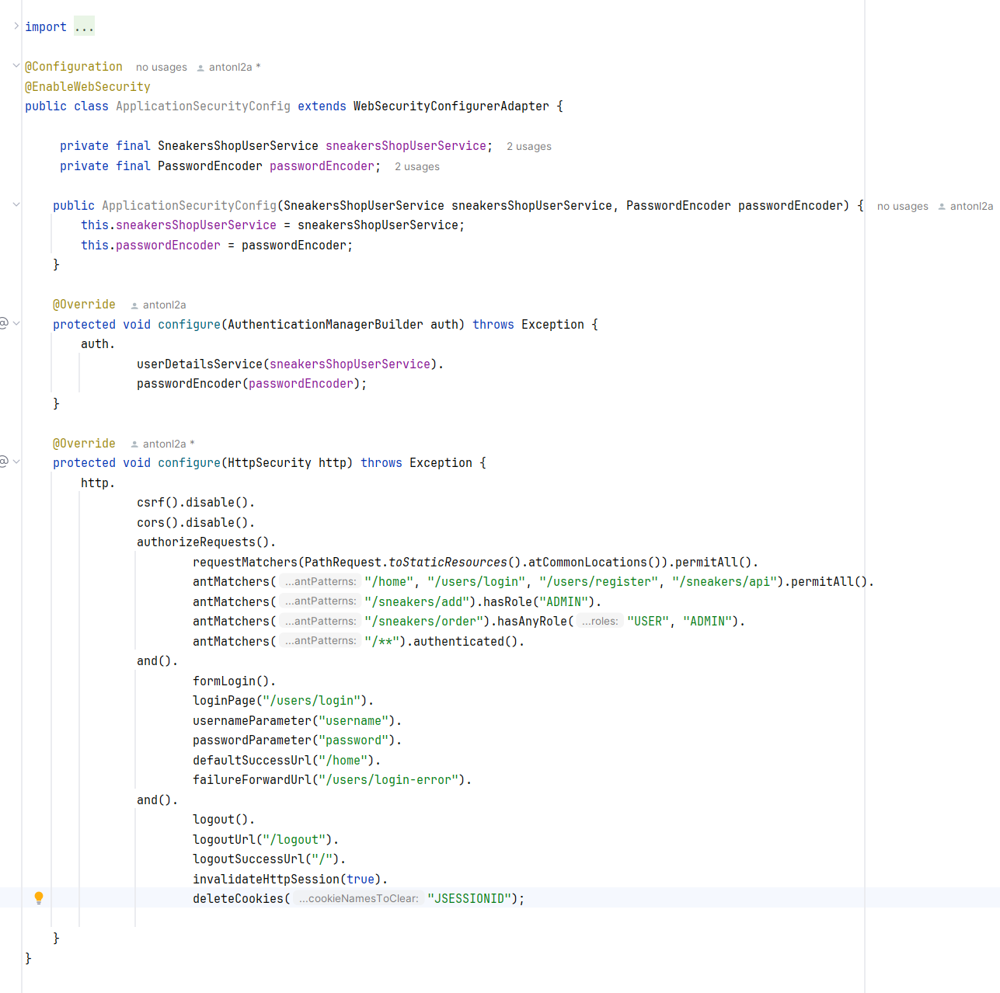 import ...
@Configuration no usages antonl2a *
@EnableWebSecurity
public class ApplicationSecurityConfig extends WebSecurityConfigurerAdapter {
private final SneakersShopUserService sneakersShopUserService; 2 usages
private final PasswordEncoder passwordEncoder; 2 usages
public ApplicationSecurityConfig(SneakersShopUserService sneakersShopUserService, PasswordEncoder passwordEncoder) { no usages antonl2a
this.sneakersShopUserService = sneakersShopUserService;
this.passwordEncoder = passwordEncoder;
}
@Override antonl2a
protected void configure(AuthenticationManagerBuilder auth) throws Exception {
auth.
userDetailsService(sneakersShopUserService).
passwordEncoder(passwordEncoder);
}
@Override antonl2a *
protected void configure(HttpSecurity http) throws Exception {
http.
csrf().disable().
cors().disable().
authorizeRequests().
requestMatchers(PathRequest.toStaticResources().atCommonLocations()).permitAll().
antMatchers( ...antPatterns: "/home", "/users/login", "/users/register", "/sneakers/api").permitAll().
antMatchers( ...antPatterns: "/sneakers/add").hasRole("ADMIN").
antMatchers( ...antPatterns: "/sneakers/order").hasAnyRole( ...roles: "USER", "ADMIN").
antMatchers( ...antPatterns: "/**").authenticated().
and().
formLogin().
loginPage("/users/login").
usernameParameter("username").
passwordParameter("password").
defaultSuccessUrl("/home").
failureForwardUrl("/users/login-error").
and().
logout().
logoutUrl("/logout").
logoutSuccessUrl("/").
invalidateHttpSession(true).
deleteCookies( ...cookieNamesToClear: "JSESSIONID");
}
}